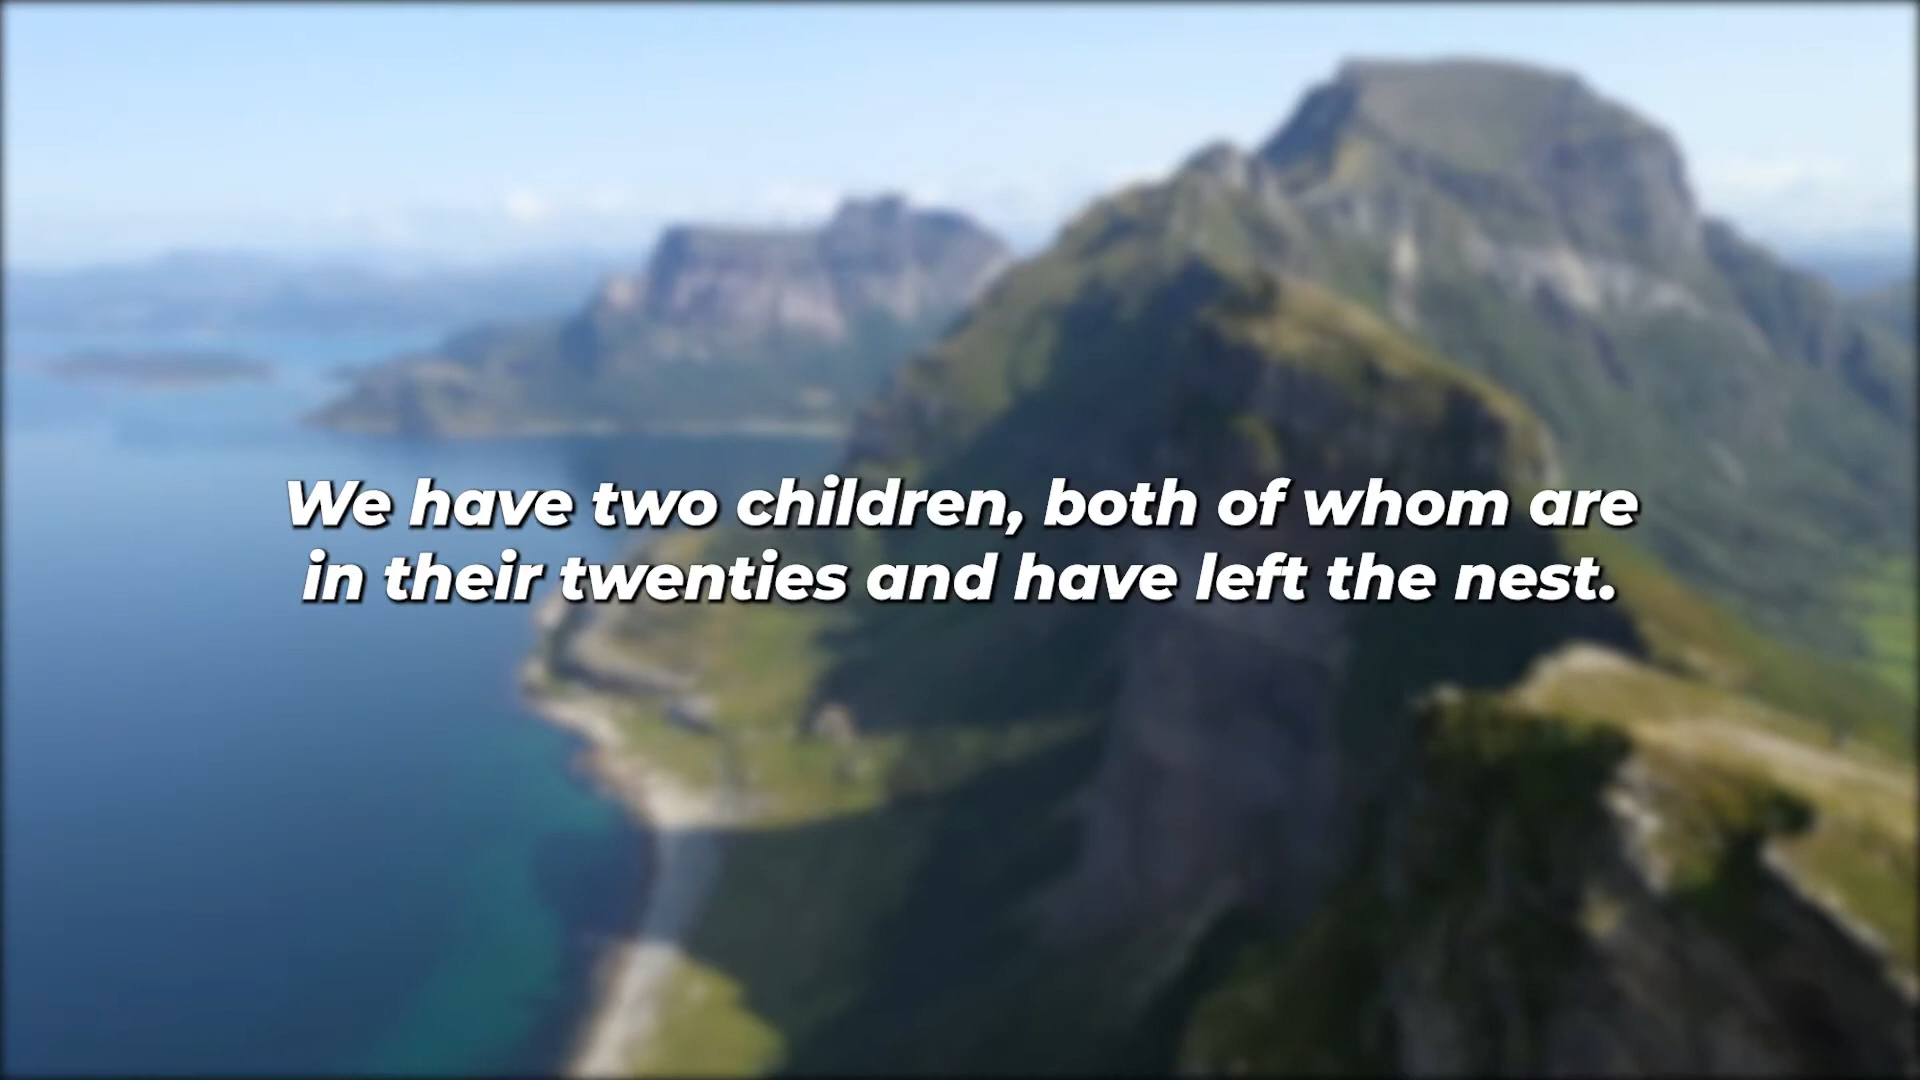 We have two children, both of whom are
in their twenties and have left the nest.